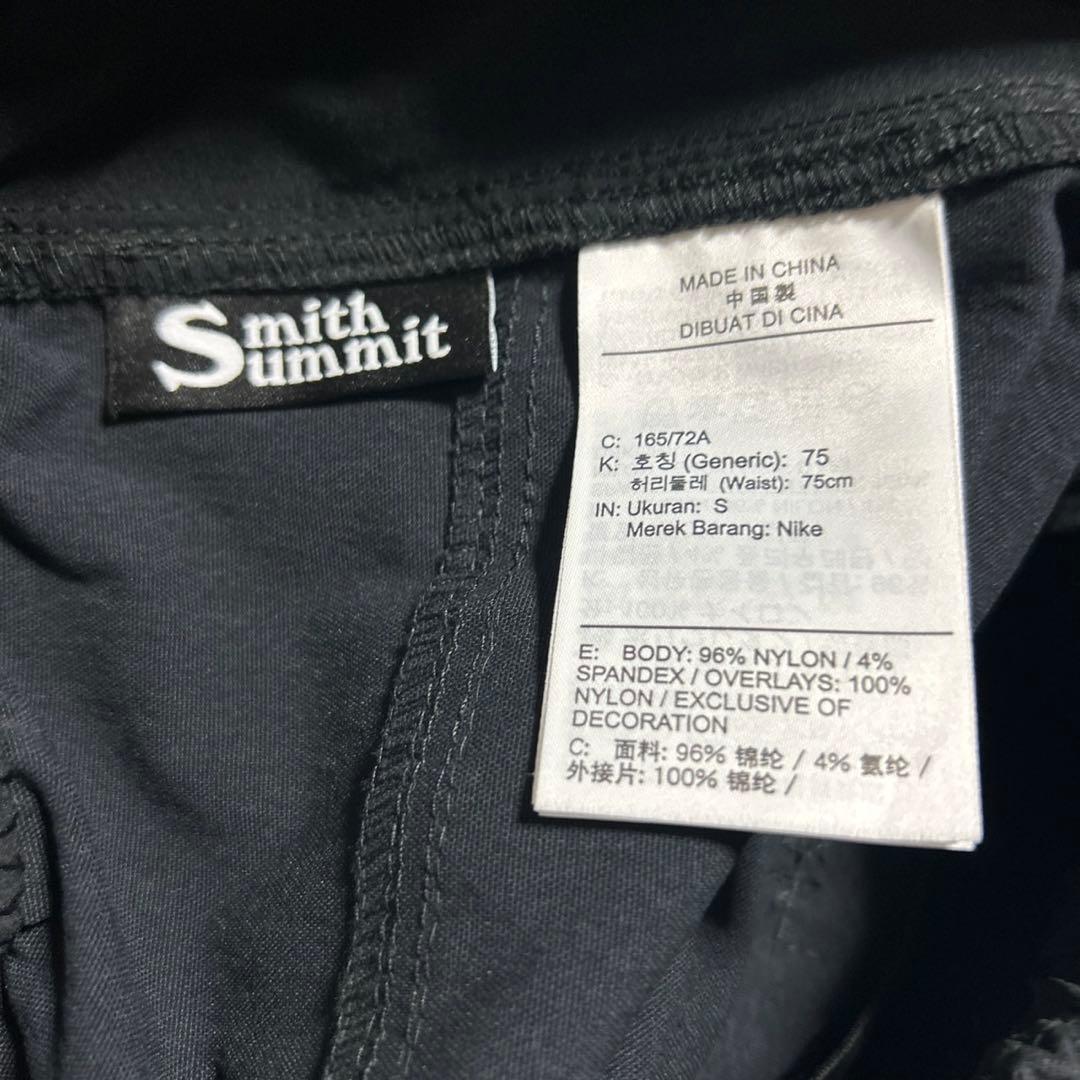 Smith
Summit
MADE IN CHINA
中国製
DIBUAT DI CINA
C: 165/72A
K: 호칭 (Generic): 75
허리둘레 (Waist): 75cm
IN: Ukuran: S
Merek Barang: Nike
E: BODY: 96% NYLON / 4%
SPANDEX / OVERLAYS: 100%
NYLON / EXCLUSIVE OF
DECORATION
C: 面料: 96% 锦纶 / 4% 氨纶 /
外接片: 100% 锦纶 /